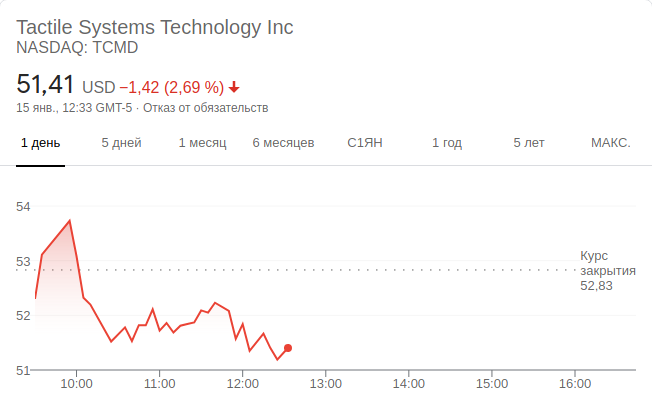 Tactile Systems Technology Inc
NASDAQ: TCMD
51,41 USD −1,42 (2,69 %)
15 янв., 12:33 GMT-5 · Отказ от обязательств
1 день 5 дней 1 месяц 6 месяцев С1ЯН 1 год 5 лет МАКС.
54
53
52
51
Курс
закрытия
52,83
10:00 11:00 12:00 13:00 14:00 15:00 16:00